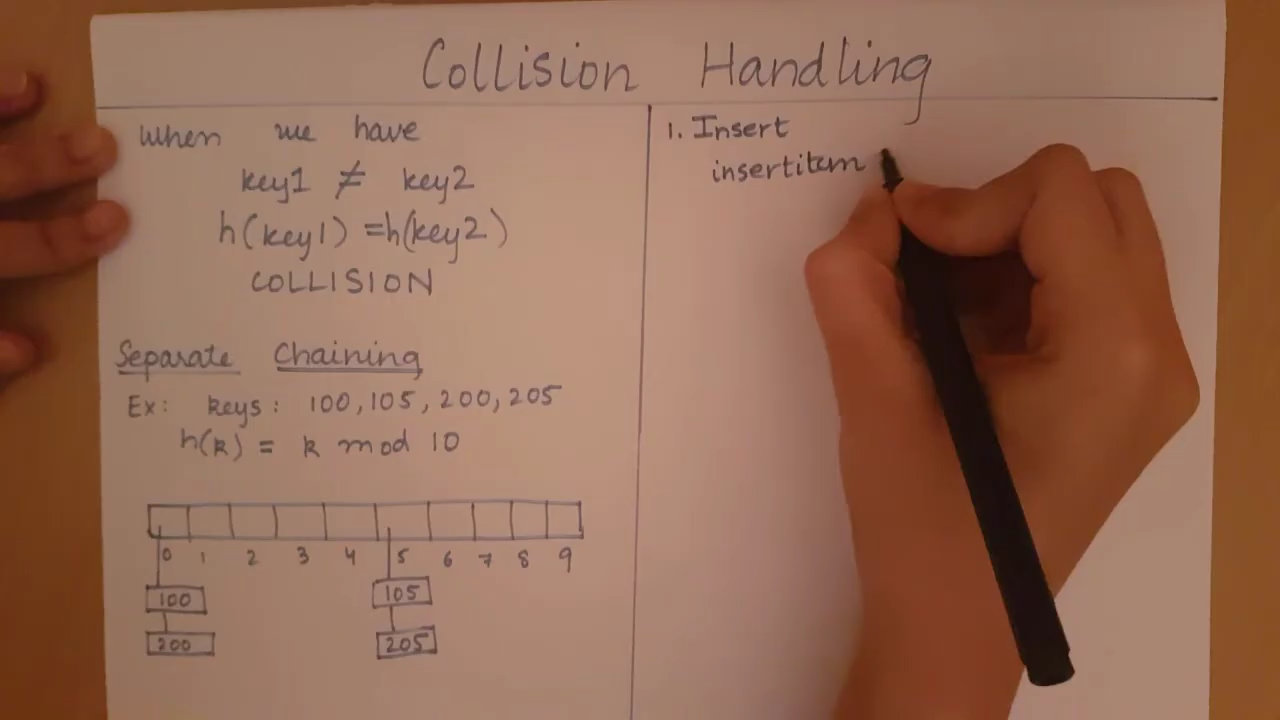 Collision Handling
When we have
key1 ≠ key2
h(key1) = h(key2)
COLLISION
Separate Chaining
Ex: keys: 100, 105, 200, 205
h(k) = k mod 10
0 1 2 3 4 5 6 7 8 9
100 105
200 205
1. Insert
insertitem